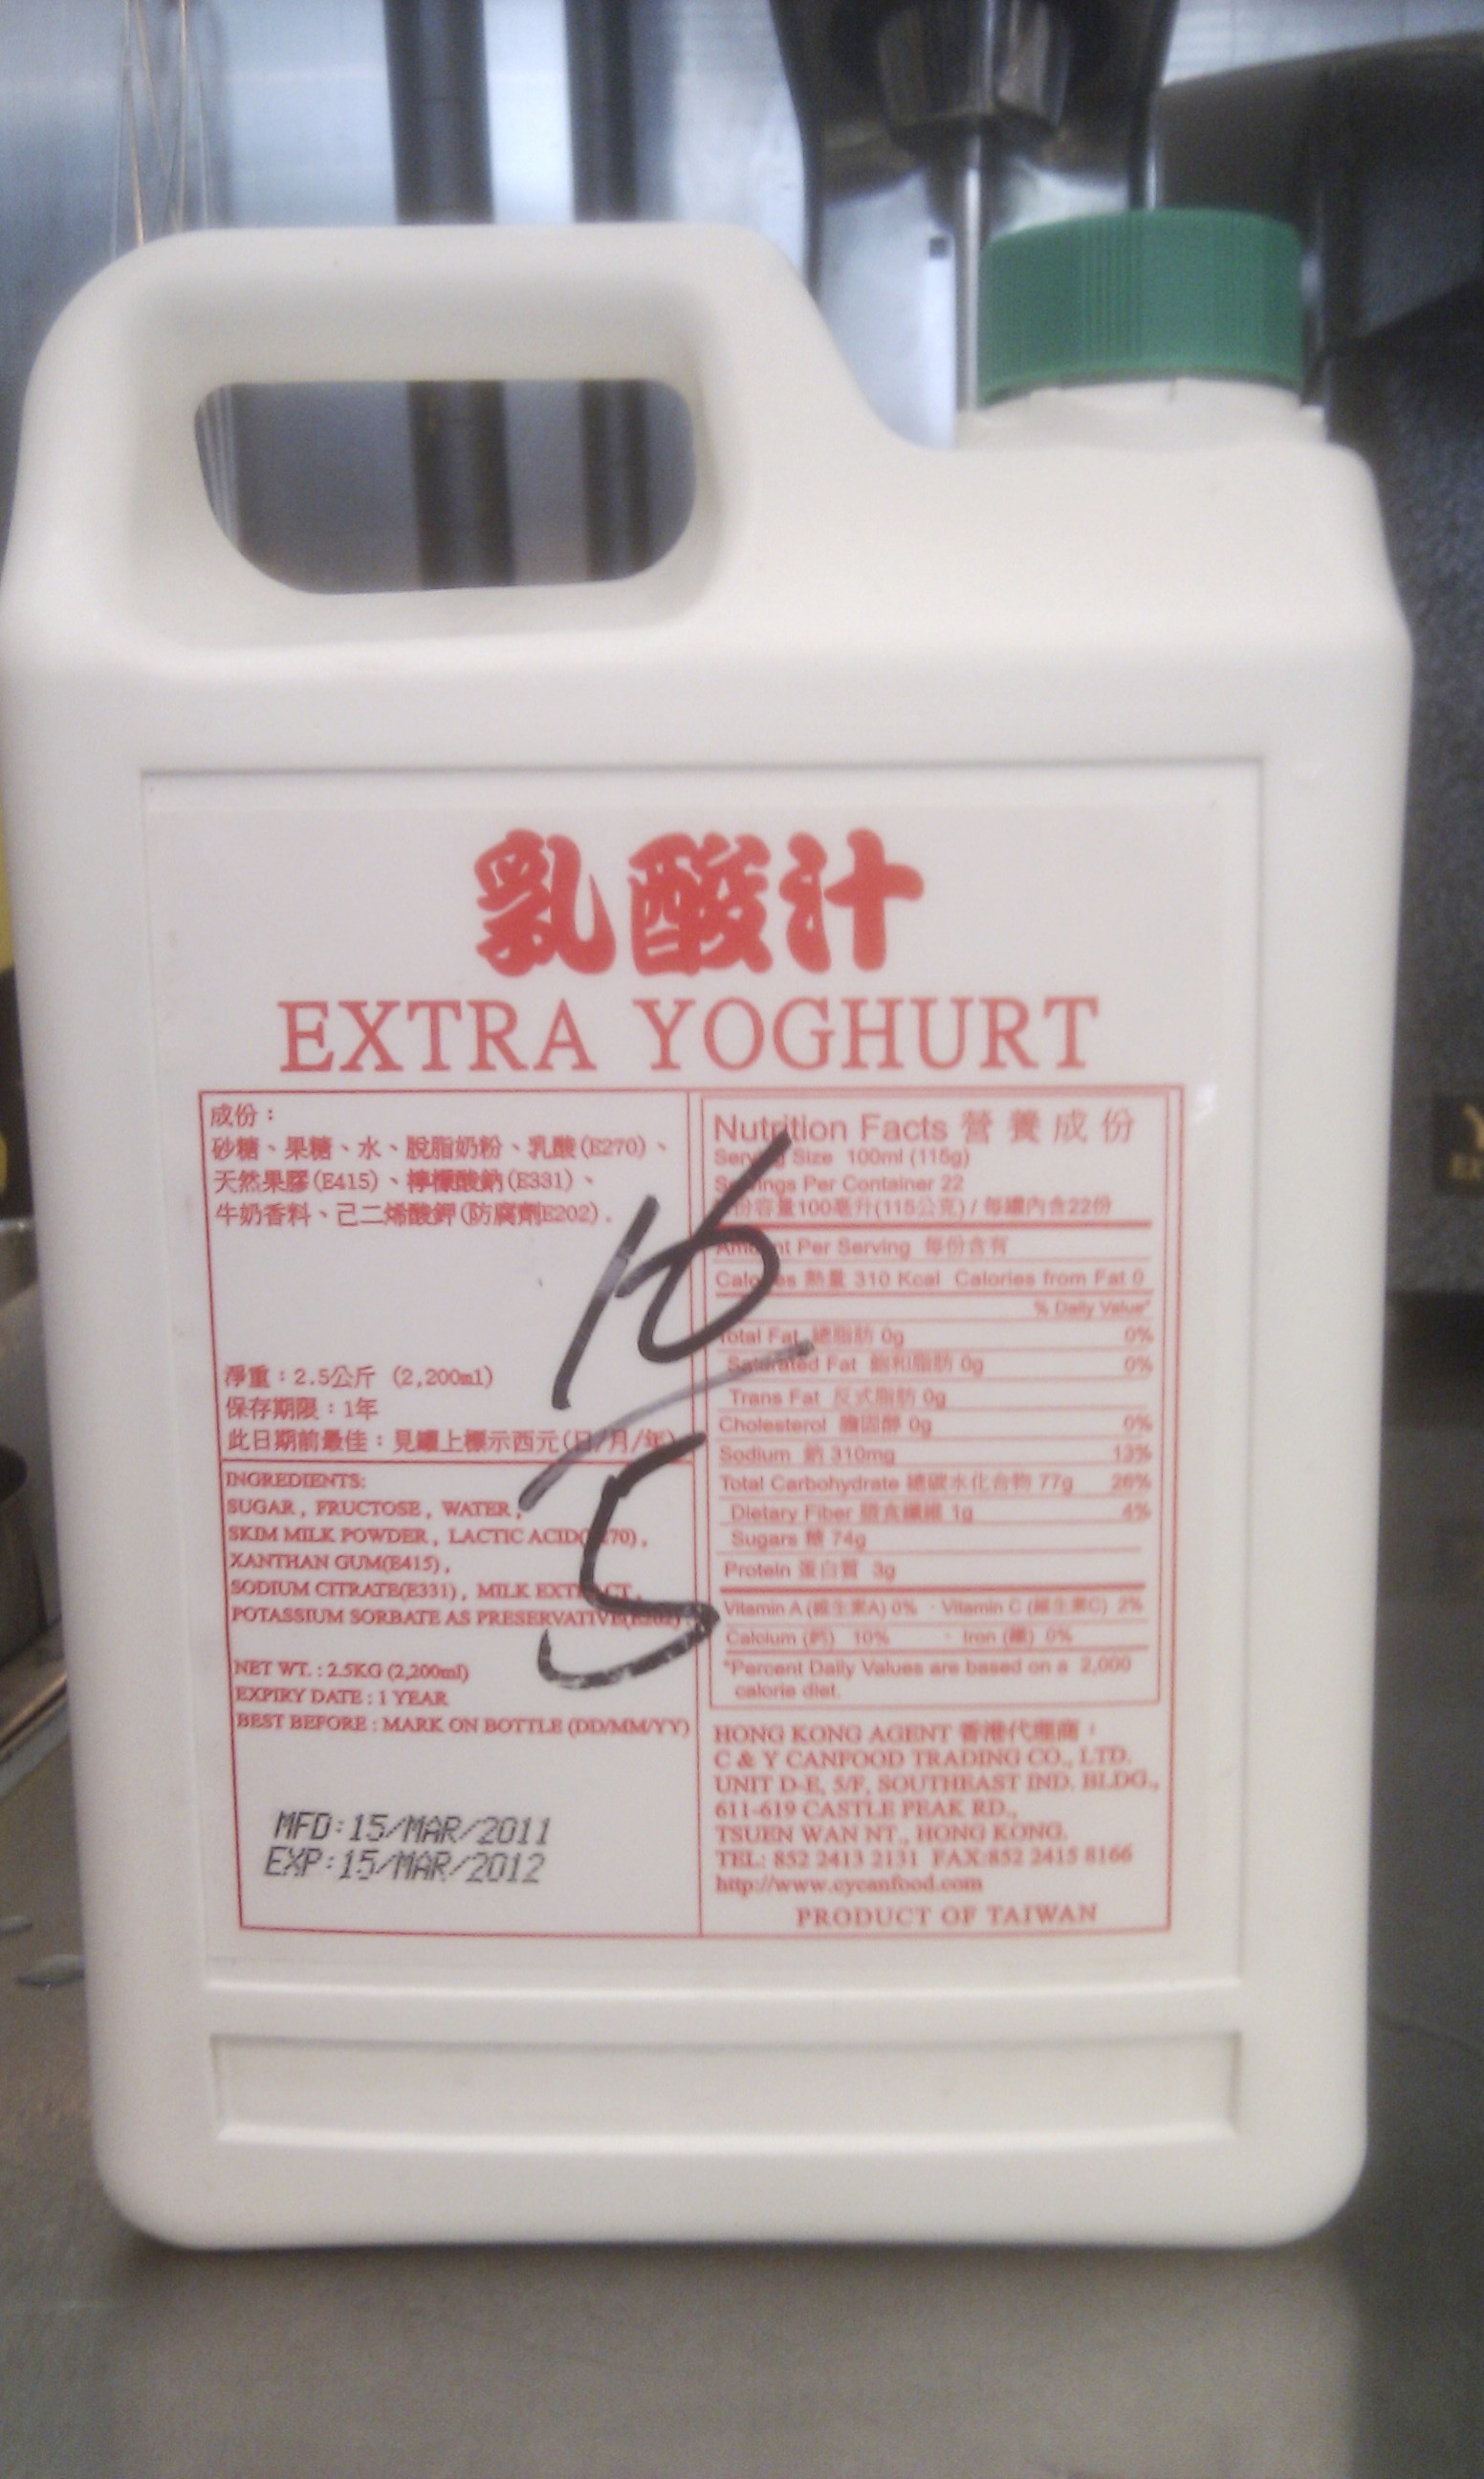 乳酸汁
EXTRA YOGHURT
成份：
砂糖、果糖、水、脫脂奶粉、乳酸(E270)、
天然果膠(E415)、檸檬酸鈉(E331)、
牛奶香料、己二烯酸鉀(防腐劑E202).
淨重：2.5公斤 (2,200ml)
保存期限：1年
此日期前最佳：見罐上標示西元(日/月/年)
INGREDIENTS:
SUGAR, FRUCTOSE, WATER,
SKIM MILK POWDER, LACTIC ACID(E270),
XANTHAN GUM(E415),
SODIUM CITRATE(E331), MILK EXTRACT,
POTASSIUM SORBATE AS PRESERVATIVE(E202).
NET WT. : 2.5KG (2,200ml)
EXPIRY DATE : 1 YEAR
BEST BEFORE : MARK ON BOTTLE (DD/MM/YY)
MFD:15/MAR/2011
EXP:15/MAR/2012
16/5
Nutrition Facts 營養成份
Serving Size 100ml (115g)
Servings Per Container 22
每份容量100毫升(115公克) / 每罐內含22份
Amount Per Serving 每份含有
Calories 熱量 310 Kcal Calories from Fat 0
% Daily Value*
Total Fat 總脂肪 0g 0%
Saturated Fat 飽和脂肪 0g 0%
Trans Fat 反式脂肪 0g
Cholesterol 膽固醇 0g 0%
Sodium 鈉 310mg 13%
Total Carbohydrate 總碳水化合物 77g 26%
Dietary Fiber 膳食纖維 1g 4%
Sugars 糖 74g
Protein 蛋白質 3g
Vitamin A (維生素A) 0% · Vitamin C (維生素C) 2%
Calcium (鈣) 10% · Iron (鐵) 0%
*Percent Daily Values are based on a 2,000
calorie diet.
HONG KONG AGENT 香港代理商：
C & Y CANFOOD TRADING CO., LTD.
UNIT D-E, 5/F, SOUTHEAST IND. BLDG.,
611-619 CASTLE PEAK RD.,
TSUEN WAN NT., HONG KONG.
TEL: 852 2413 2131 FAX:852 2415 8166
http://www.cycanfood.com
PRODUCT OF TAIWAN